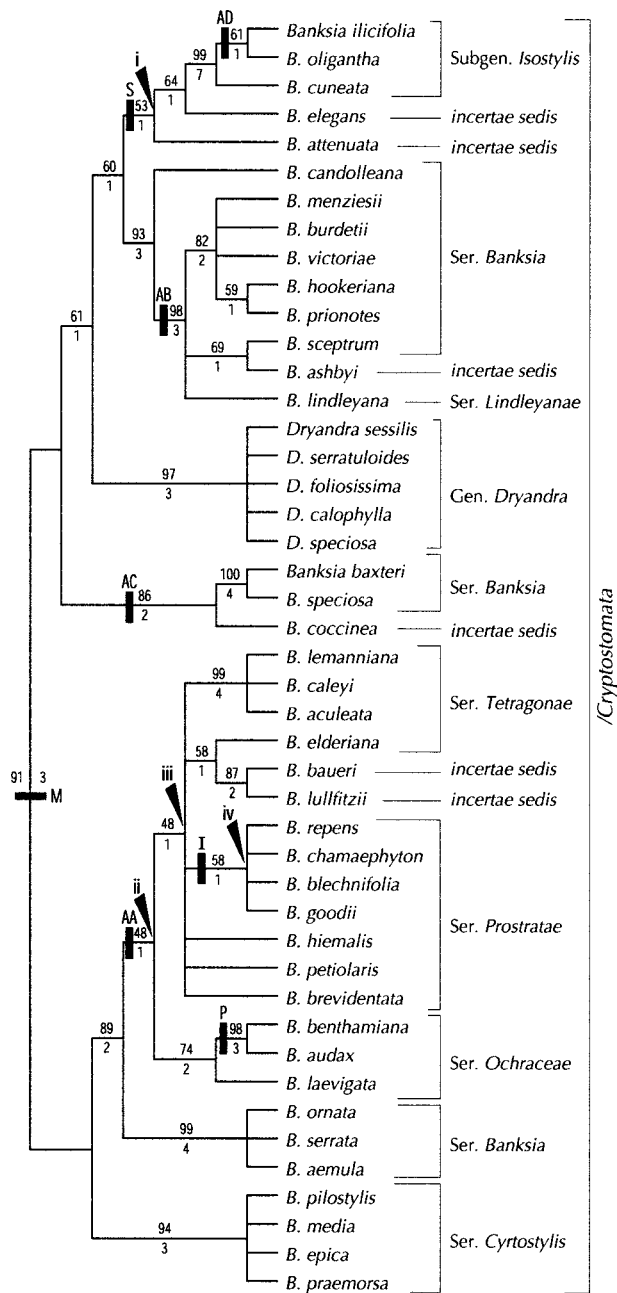 AD
Banksia ilicifolia
61
1
B. oligantha
Subgen. Isostylis
99
7
i
B. cuneata
64
1
S
53
1
B. elegans
incertae sedis
B. attenuata
incertae sedis
60
1
B. candolleana
B. menziesii
93
3
82
2
B. burdetii
B. victoriae
Ser. Banksia
B. hookeriana
59
1
AB
98
3
B. prionotes
61
1
B. sceptrum
69
1
B. ashbyi
incertae sedis
B. lindleyana
Ser. Lindleyanae
Dryandra sessilis
D. serratuloides
97
3
D. foliosissima
Gen. Dryandra
D. calophylla
D. speciosa
AC
86
2
100
4
Banksia baxteri
Ser. Banksia
B. speciosa
B. coccinea
incertae sedis
/Cryptostomata
B. lemanniana
99
4
B. caleyi
Ser. Tetragonae
B. aculeata
B. elderiana
58
1
iii
87
2
B. baueri
incertae sedis
91 3
M
B. lullfitzii
incertae sedis
48
1
iv
B. repens
I
58
1
B. chamaephyton
ii
B. blechnifolia
B. goodii
Ser. Prostratae
AA
48
1
B. hiemalis
B. petiolaris
B. brevidentata
P
98
3
B. benthamiana
89
2
74
2
B. audax
Ser. Ochraceae
B. laevigata
B. ornata
99
4
B. serrata
Ser. Banksia
B. aemula
B. pilostylis
94
3
B. media
Ser. Cyrtostylis
B. epica
B. praemorsa